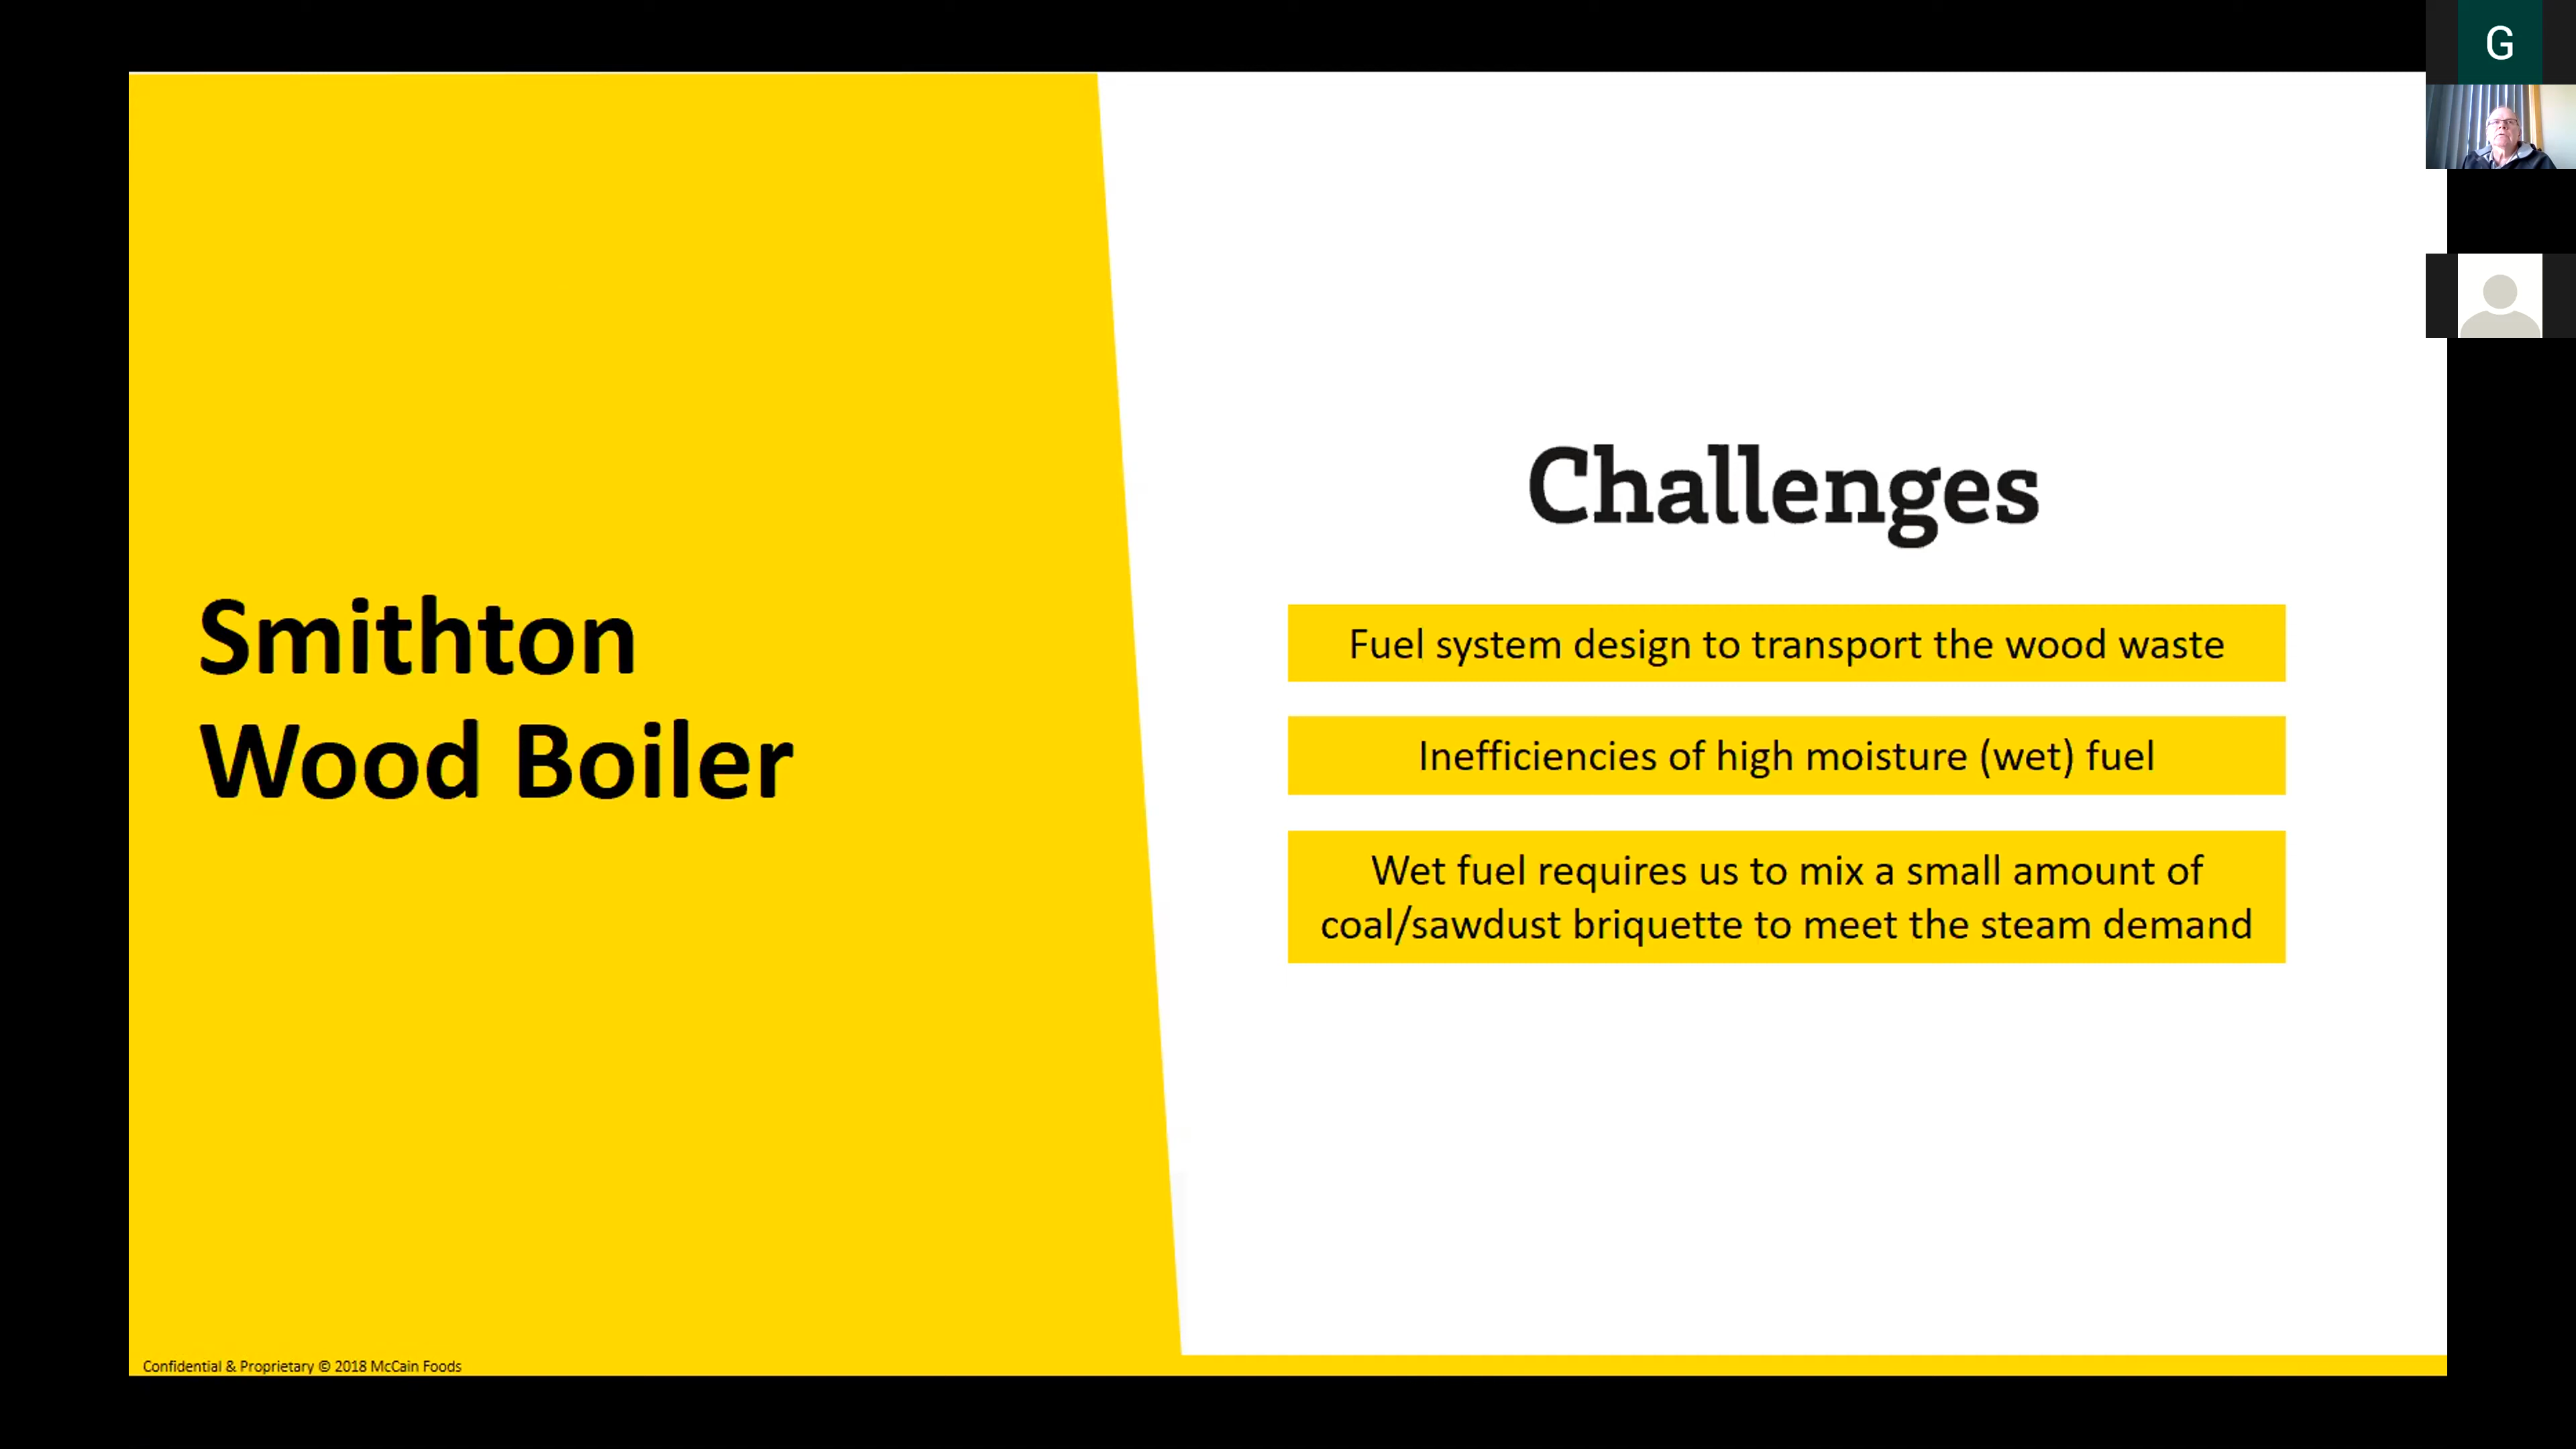 G
Smithton
Wood Boiler
Challenges
Fuel system design to transport the wood waste
Inefficiencies of high moisture (wet) fuel
Wet fuel requires us to mix a small amount of
coal/sawdust briquette to meet the steam demand
Confidential & Proprietary © 2018 McCain Foods